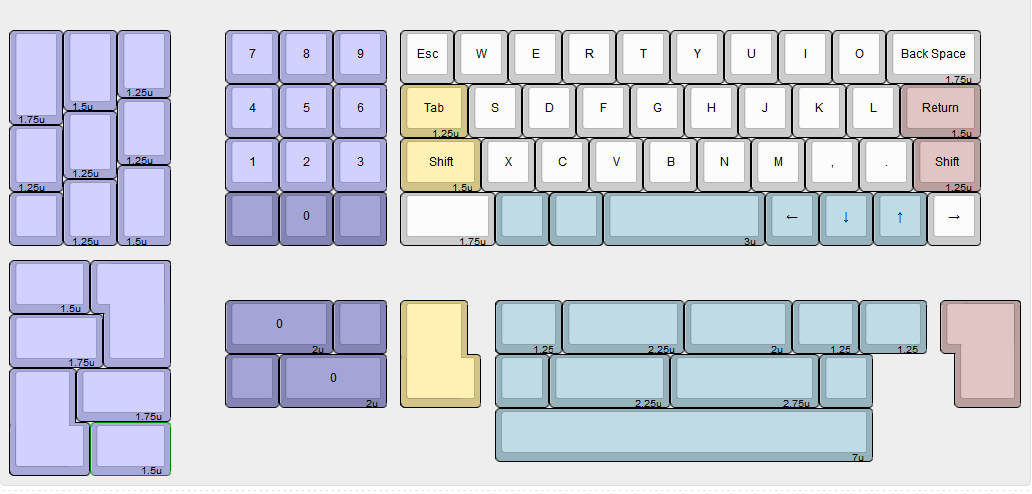 7 8 9 Esc W E R T Y U I O Back Space
1.75u 1.5u 1.25u 1.75u
4 5 6 Tab S D F G H J K L Return
1.25u 1.25u 1.25u 1.5u
1 2 3 Shift X C V B N M , . Shift
1.25u 1.5u 1.25u
0 ← ↓ ↑ →
1.25u 1.5u 1.75u 3u
1.5u
0
1.75u 2u 1.25 2.25u 2u 1.25 1.25
0
1.75u 2u 2.25u 2.75u
1.5u 7u